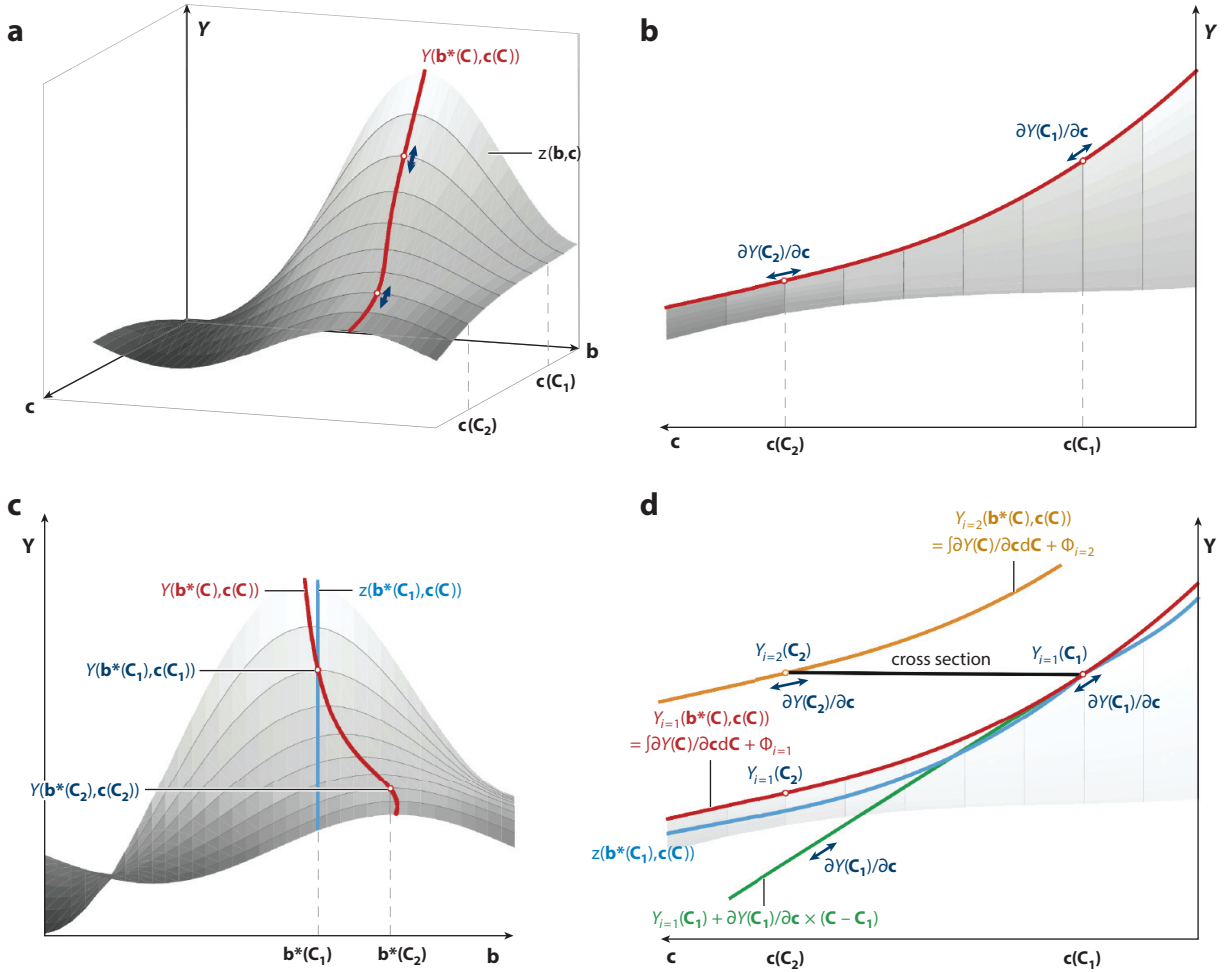 a
Y
Y(b*(C),c(C))
z(b,c)
b
c(C₁)
c(C₂)
c
b
Y
∂Y(C₁)/∂c
∂Y(C₂)/∂c
c
c(C₂)
c(C₁)
c
Y
Y(b*(C),c(C))
z(b*(C₁),c(C))
Y(b*(C₁),c(C₁))
Y(b*(C₂),c(C₂))
b*(C₁)
b*(C₂)
b
d
Y
Yᵢ₌₂(b*(C),c(C))
= ∫∂Y(C)/∂cdC + Φᵢ₌₂
Yᵢ₌₂(C₂)
cross section
Yᵢ₌₁(C₁)
∂Y(C₂)/∂c
∂Y(C₁)/∂c
Yᵢ₌₁(b*(C),c(C))
= ∫∂Y(C)/∂cdC + Φᵢ₌₁
Yᵢ₌₁(C₂)
z(b*(C₁),c(C))
∂Y(C₁)/∂c
Yᵢ₌₁(C₁) + ∂Y(C₁)/∂c × (C – C₁)
c
c(C₂)
c(C₁)